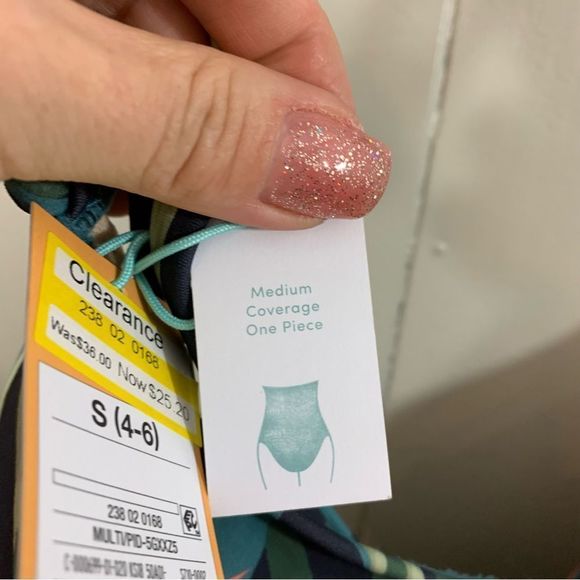 Clearance
238 02 0168
Was$36.00 Now$25.20
S (4-6)
238 02 0168
MULTI/PID-5GXXZ5
Medium
Coverage
One Piece